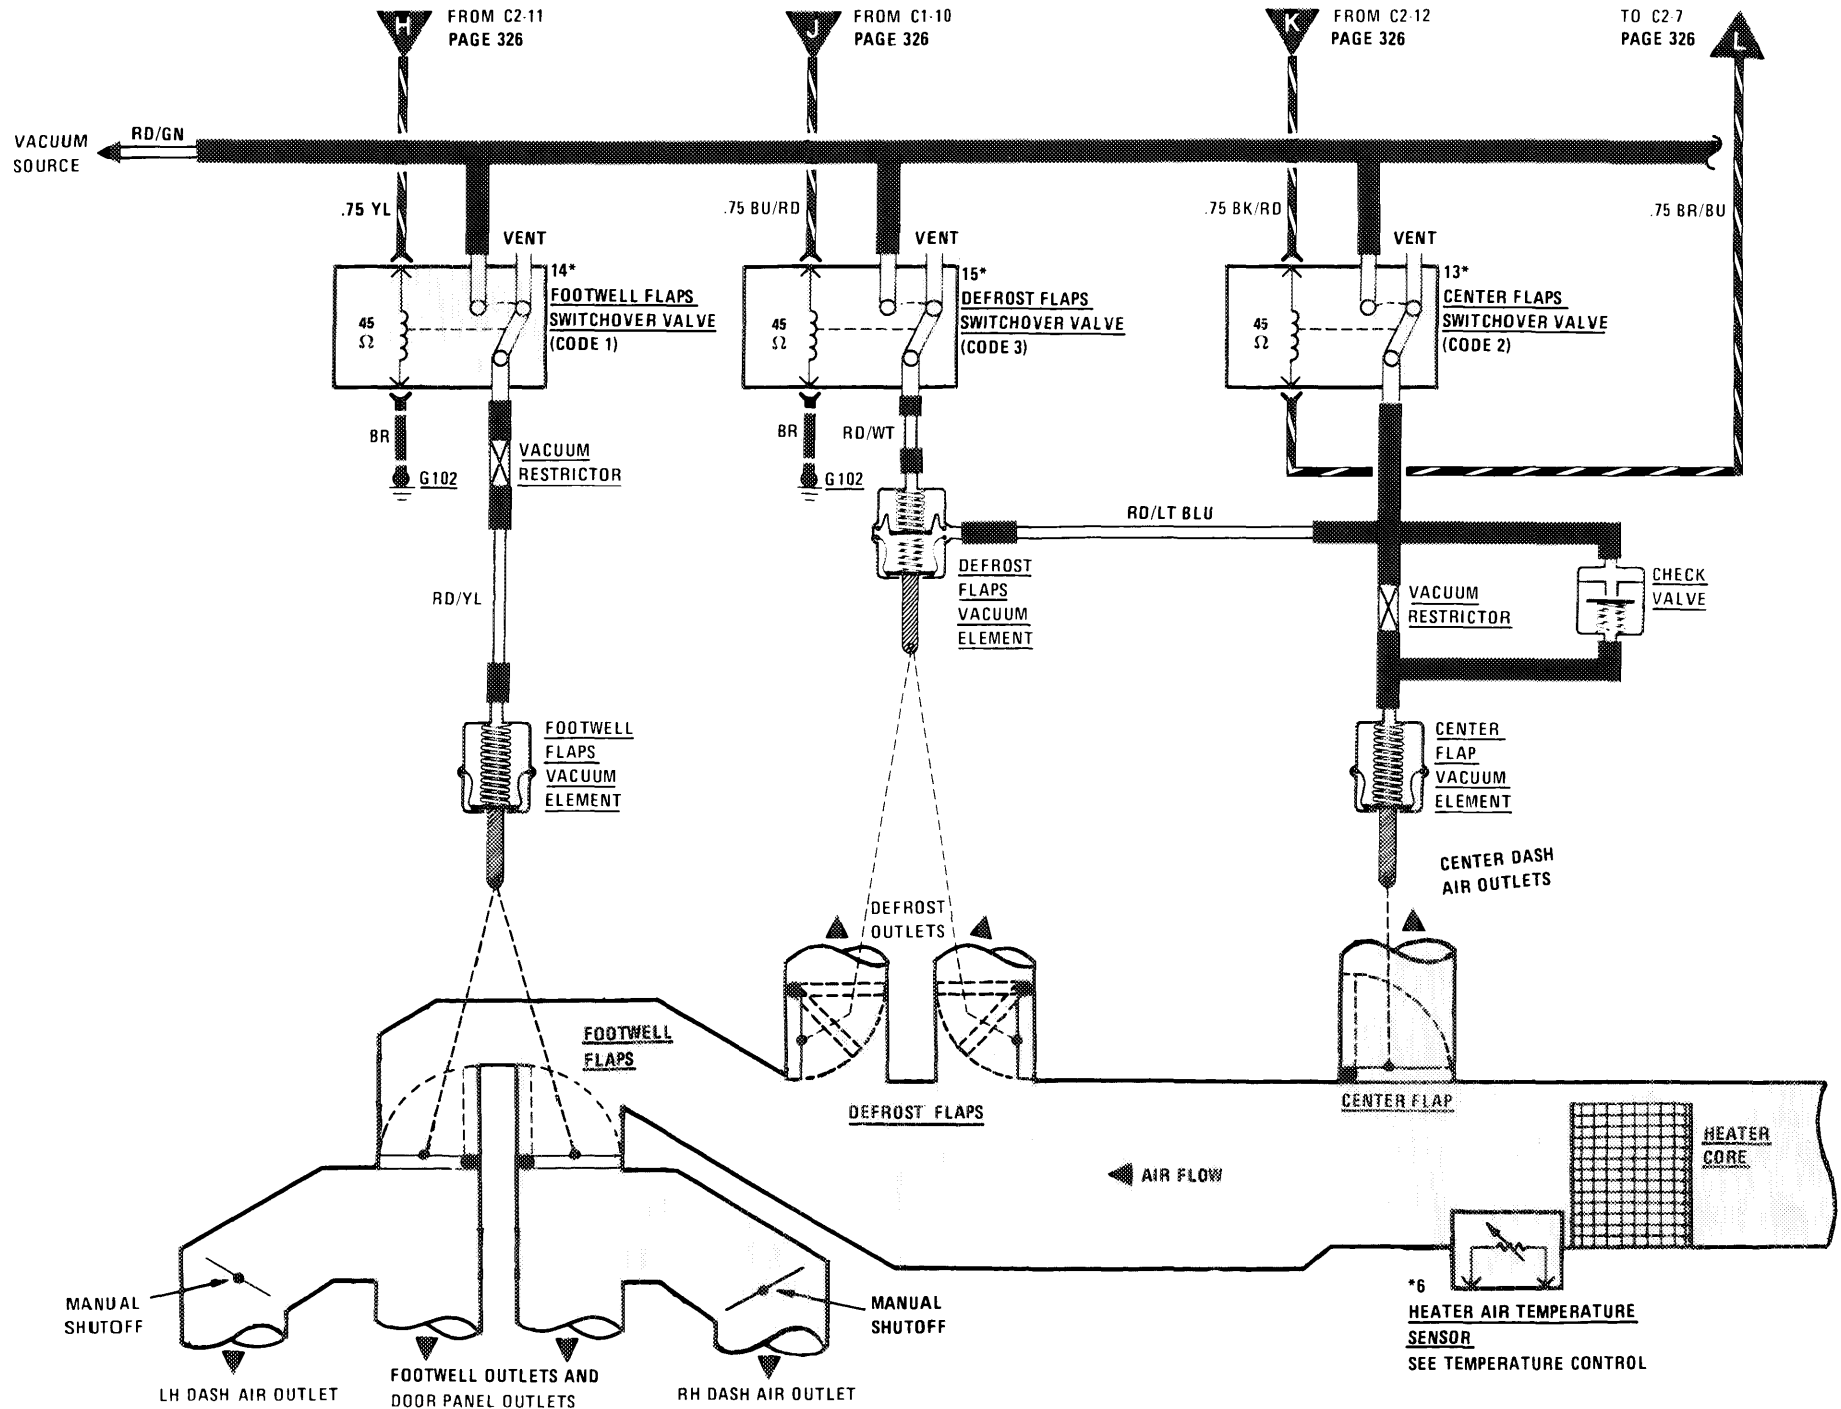 H
FROM C2-11
PAGE 326
J
FROM C1-10
PAGE 326
K
FROM C2-12
PAGE 326
TO C2-7
PAGE 326
L
VACUUM
SOURCE
RD/GN
.75 YL
.75 BU/RD
.75 BK/RD
.75 BR/BU
VENT
VENT
VENT
45
Ω
14*
FOOTWELL FLAPS
SWITCHOVER VALVE
(CODE 1)
45
Ω
15*
DEFROST FLAPS
SWITCHOVER VALVE
(CODE 3)
45
Ω
13*
CENTER FLAPS
SWITCHOVER VALVE
(CODE 2)
BR
G102
VACUUM
RESTRICTOR
BR
G102
RD/WT
RD/LT BLU
RD/YL
DEFROST
FLAPS
VACUUM
ELEMENT
VACUUM
RESTRICTOR
CHECK
VALVE
FOOTWELL
FLAPS
VACUUM
ELEMENT
CENTER
FLAP
VACUUM
ELEMENT
CENTER DASH
AIR OUTLETS
DEFROST
OUTLETS
FOOTWELL
FLAPS
DEFROST FLAPS
CENTER FLAP
HEATER
CORE
AIR FLOW
MANUAL
SHUTOFF
MANUAL
SHUTOFF
*6
HEATER AIR TEMPERATURE
SENSOR
SEE TEMPERATURE CONTROL
LH DASH AIR OUTLET
FOOTWELL OUTLETS AND
DOOR PANEL OUTLETS
RH DASH AIR OUTLET